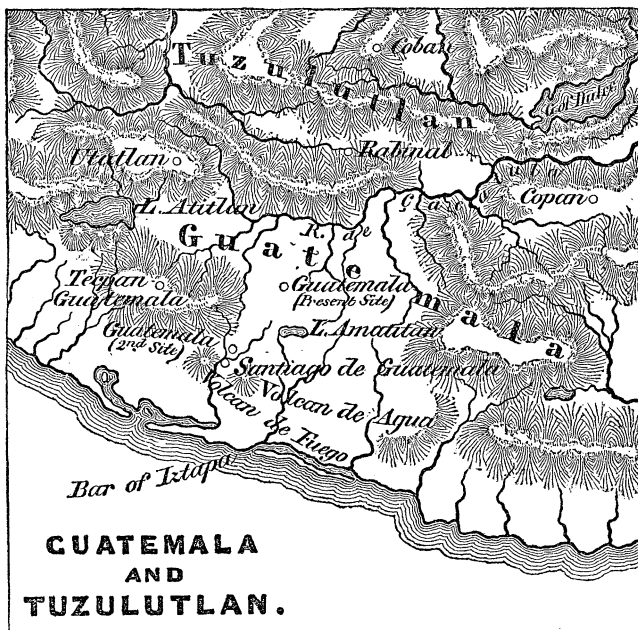 Coban
Tuzulutlan
G. of Dulce
Utatlan
Rabinal
Copan
L. Atitlan
R. de
Guatemala
Tecpan
Guatemala
Guatemala
(Present Site)
Guatemala
(2nd Site)
L. Amatitan
Santiago de Guatemala
Volcan de Agua
Volcan de Fuego
Bar of Iztapa
GUATEMALA
AND
TUZULUTLAN.